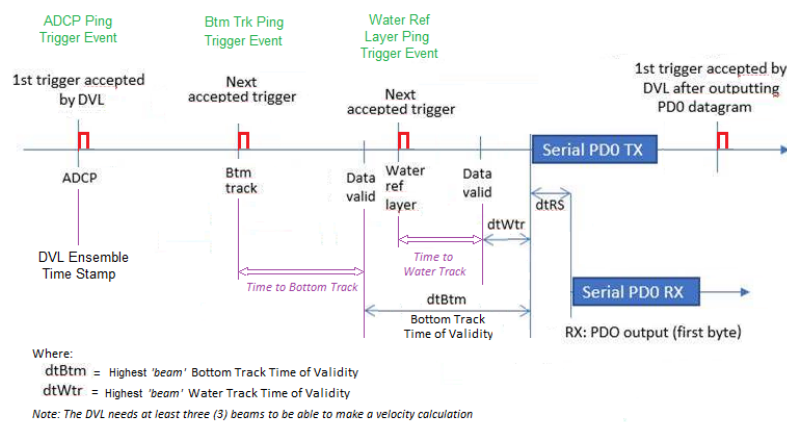 ADCP Ping
Trigger Event
Btm Trk Ping
Trigger Event
Water Ref
Layer Ping
Trigger Event
1st trigger accepted
by DVL
Next
accepted trigger
Next
accepted trigger
1st trigger accepted by
DVL after outputting
PD0 datagram
Serial PD0 TX
ADCP
Btm
track
Data
valid
Water
ref
layer
Data
valid
dtRS
dtWtr
DVL Ensemble
Time Stamp
Time to Bottom Track
Time to
Water Track
dtBtm
Bottom Track
Time of Validity
Serial PD0 RX
RX: PDO output (first byte)
Where:
dtBtm = Highest 'beam' Bottom Track Time of Validity
dtWtr = Highest 'beam' Water Track Time of Validity
Note: The DVL needs at least three (3) beams to be able to make a velocity calculation